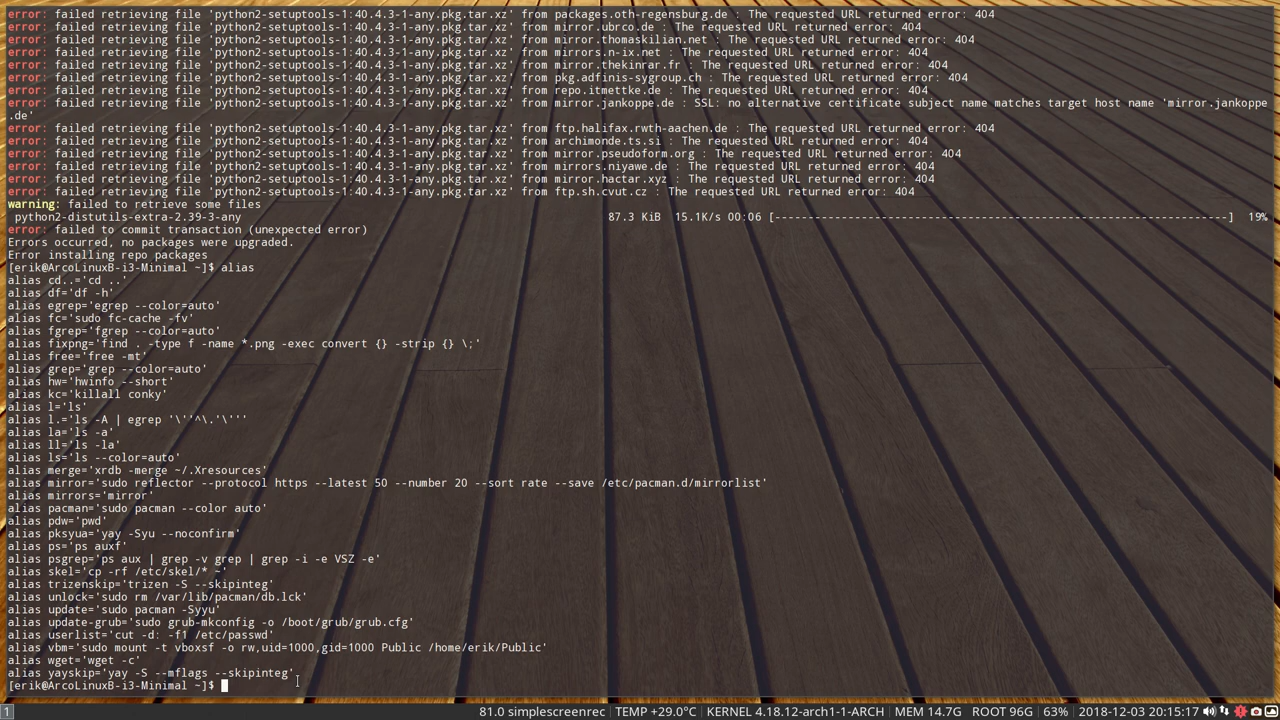 error: failed retrieving file 'python2-setuptools-1:40.4.3-1-any.pkg.tar.xz' from packages.oth-regensburg.de : The requested URL returned error: 404
error: failed retrieving file 'python2-setuptools-1:40.4.3-1-any.pkg.tar.xz' from mirror.ubrco.de : The requested URL returned error: 404
error: failed retrieving file 'python2-setuptools-1:40.4.3-1-any.pkg.tar.xz' from mirror.thomaskilian.net : The requested URL returned error: 404
error: failed retrieving file 'python2-setuptools-1:40.4.3-1-any.pkg.tar.xz' from mirrors.n-ix.net : The requested URL returned error: 404
error: failed retrieving file 'python2-setuptools-1:40.4.3-1-any.pkg.tar.xz' from mirror.thekinrar.fr : The requested URL returned error: 404
error: failed retrieving file 'python2-setuptools-1:40.4.3-1-any.pkg.tar.xz' from pkg.adfinis-sygroup.ch : The requested URL returned error: 404
error: failed retrieving file 'python2-setuptools-1:40.4.3-1-any.pkg.tar.xz' from repo.itmettke.de : The requested URL returned error: 404
error: failed retrieving file 'python2-setuptools-1:40.4.3-1-any.pkg.tar.xz' from mirror.jankoppe.de : SSL: no alternative certificate subject name matches target host name 'mirror.jankoppe
.de'
error: failed retrieving file 'python2-setuptools-1:40.4.3-1-any.pkg.tar.xz' from ftp.halifax.rwth-aachen.de : The requested URL returned error: 404
error: failed retrieving file 'python2-setuptools-1:40.4.3-1-any.pkg.tar.xz' from archimonde.ts.si : The requested URL returned error: 404
error: failed retrieving file 'python2-setuptools-1:40.4.3-1-any.pkg.tar.xz' from mirror.pseudoform.org : The requested URL returned error: 404
error: failed retrieving file 'python2-setuptools-1:40.4.3-1-any.pkg.tar.xz' from mirrors.niyawe.de : The requested URL returned error: 404
error: failed retrieving file 'python2-setuptools-1:40.4.3-1-any.pkg.tar.xz' from mirror.hactar.xyz : The requested URL returned error: 404
error: failed retrieving file 'python2-setuptools-1:40.4.3-1-any.pkg.tar.xz' from ftp.sh.cvut.cz : The requested URL returned error: 404
warning: failed to retrieve some files
python2-distutils-extra-2.39-3-any 87.3 KiB 15.1K/s 00:06 [--------------------------------------------------------------------] 19%
error: failed to commit transaction (unexpected error)
Errors occurred, no packages were upgraded.
Error installing repo packages
[erik@ArcoLinuxB-i3-Minimal ~]$ alias
alias cd..='cd ..'
alias df='df -h'
alias egrep='egrep --color=auto'
alias fc='sudo fc-cache -fv'
alias fgrep='fgrep --color=auto'
alias fixpng='find . -type f -name *.png -exec convert {} -strip {} \;'
alias free='free -mt'
alias grep='grep --color=auto'
alias hw='hwinfo --short'
alias kc='killall conky'
alias l='ls'
alias l.='ls -A | egrep '\''^\.'\'''
alias la='ls -a'
alias ll='ls -la'
alias ls='ls --color=auto'
alias merge='xrdb -merge ~/.Xresources'
alias mirror='sudo reflector --protocol https --latest 50 --number 20 --sort rate --save /etc/pacman.d/mirrorlist'
alias mirrors='mirror'
alias pacman='sudo pacman --color auto'
alias pdw='pwd'
alias pksyua='yay -Syu --noconfirm'
alias ps='ps auxf'
alias psgrep='ps aux | grep -v grep | grep -i -e VSZ -e'
alias skel='cp -rf /etc/skel/* ~'
alias trizenskip='trizen -S --skipinteg'
alias unlock='sudo rm /var/lib/pacman/db.lck'
alias update='sudo pacman -Syyu'
alias update-grub='sudo grub-mkconfig -o /boot/grub/grub.cfg'
alias userlist='cut -d: -f1 /etc/passwd'
alias vbm='sudo mount -t vboxsf -o rw,uid=1000,gid=1000 Public /home/erik/Public'
alias wget='wget -c'
alias yayskip='yay -S --mflags --skipinteg'
[erik@ArcoLinuxB-i3-Minimal ~]$
1 81.0 simplescreenrec | TEMP +29.0°C | KERNEL 4.18.12-arch1-1-ARCH | MEM 14.7G ROOT 96G | 63% | 2018-12-03 20:15:17